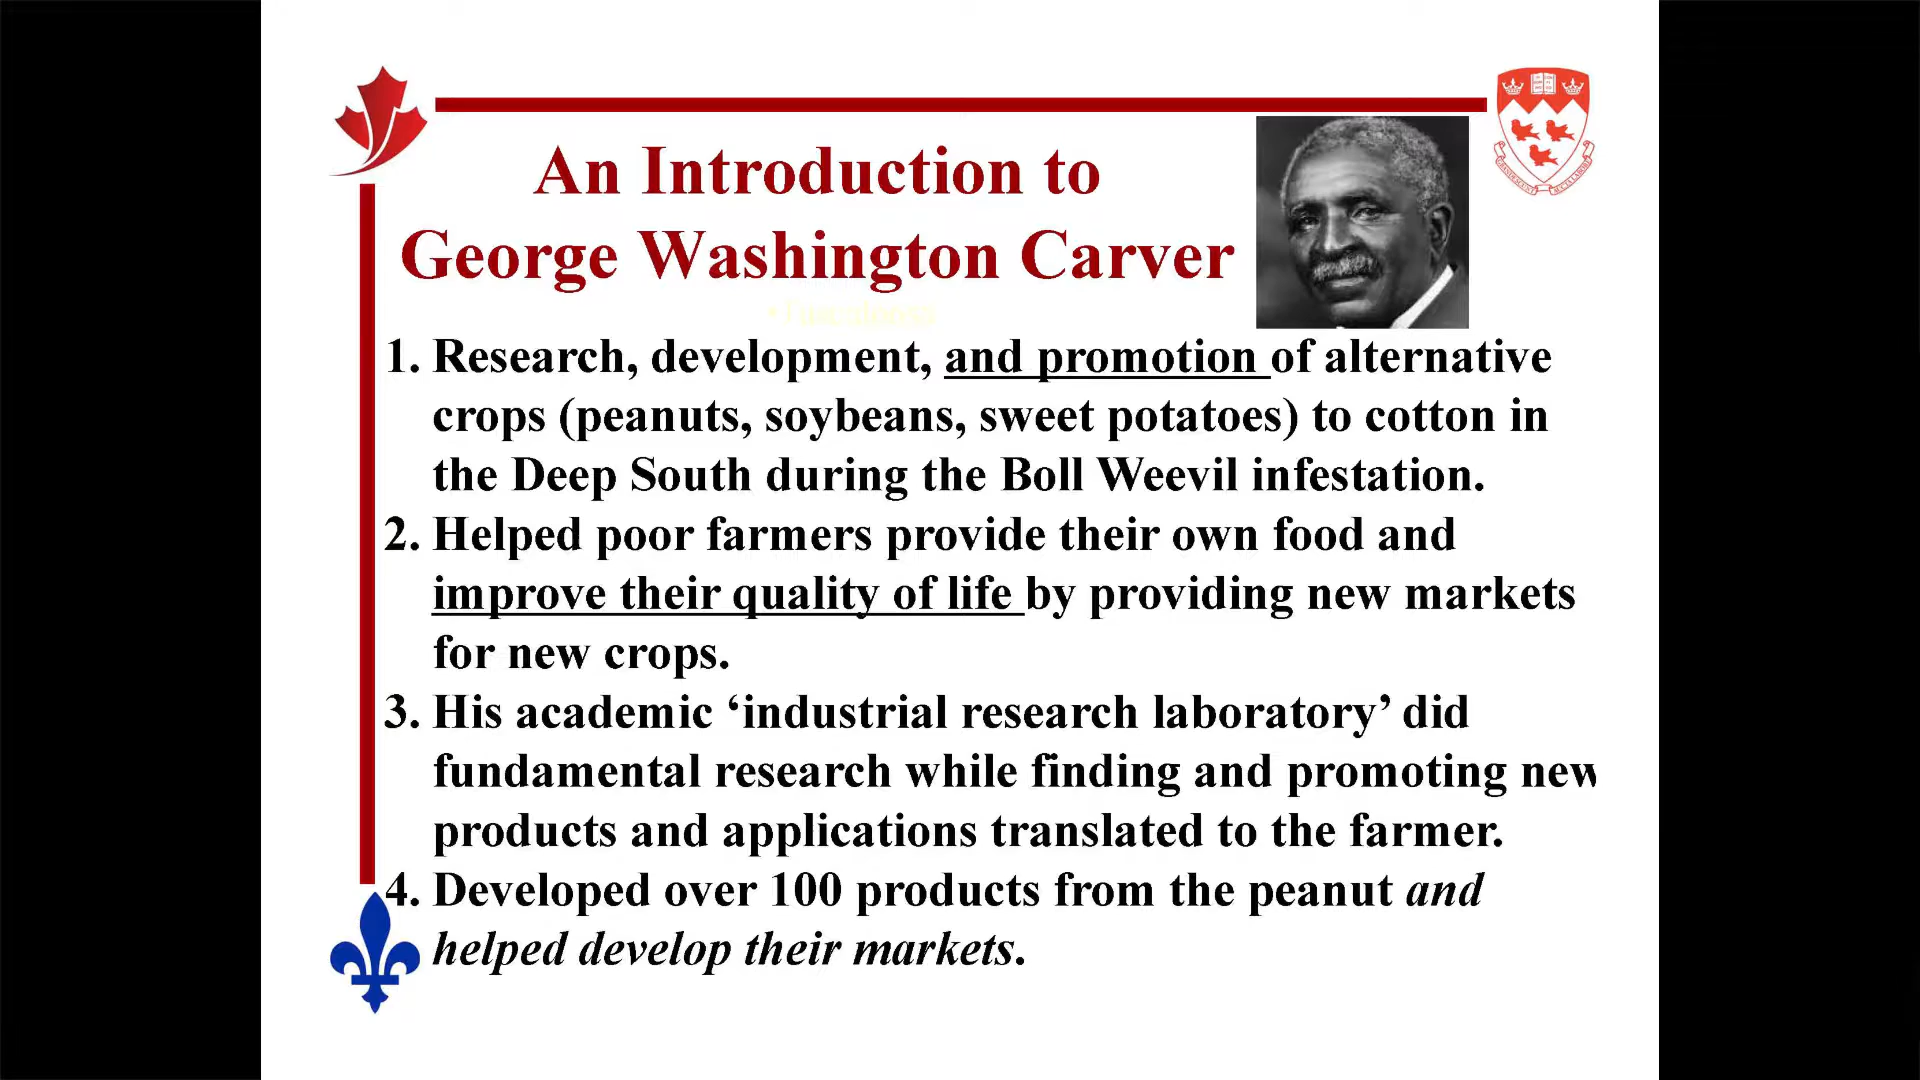 An Introduction to
George Washington Carver
1. Research, development, and promotion of alternative
crops (peanuts, soybeans, sweet potatoes) to cotton in
the Deep South during the Boll Weevil infestation.
2. Helped poor farmers provide their own food and
improve their quality of life by providing new markets
for new crops.
3. His academic ‘industrial research laboratory’ did
fundamental research while finding and promoting new
products and applications translated to the farmer.
4. Developed over 100 products from the peanut and
helped develop their markets.